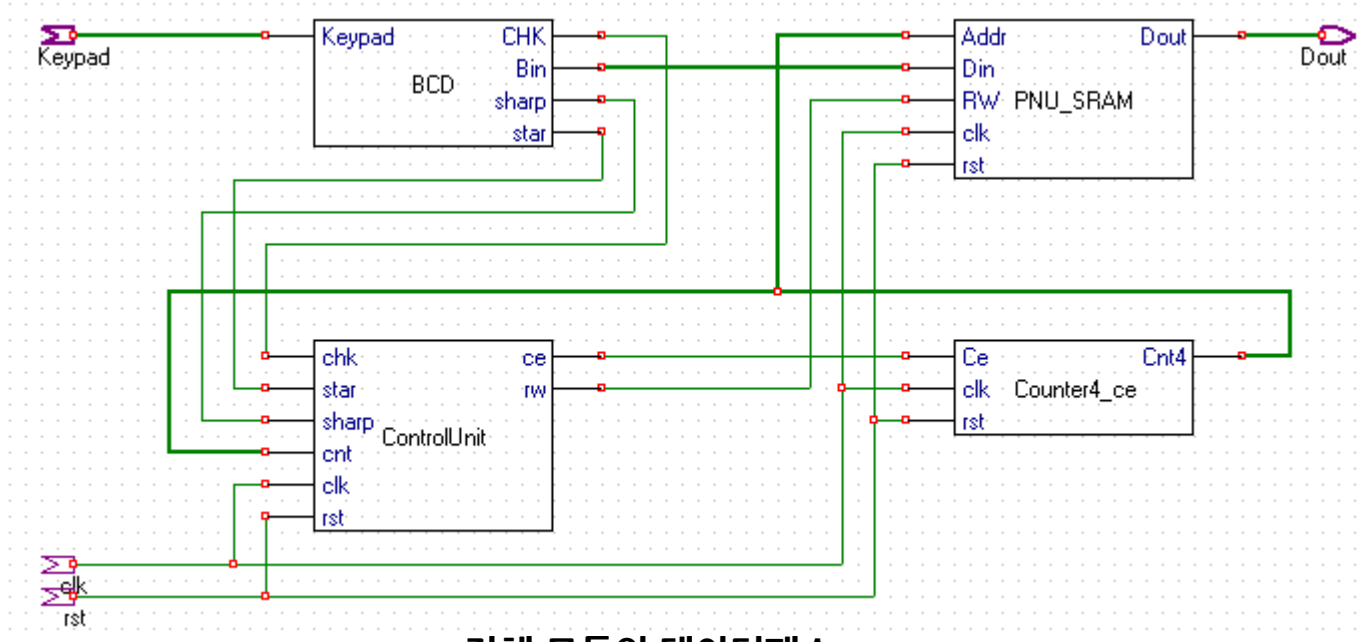 Keypad
Keypad
CHK
Bin
sharp
star
BCD
Addr
Din
RW
clk
rst
Dout
PNU_SRAM
Dout
chk
star
sharp
cnt
clk
rst
ce
rw
ControlUnit
Ce
clk
rst
Cnt4
Counter4_ce
clk
rst